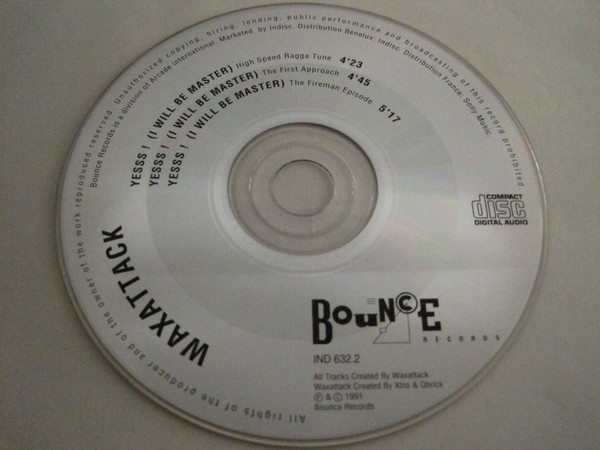 All rights of the producer and of the owner of the work reproduced reserved. Unauthorized copying, hiring, lending, public performance and broadcasting of this record prohibited
Bounce Records is a division of Arcade international. Marketed by Indisc. Distribution Benelux: Indisc. Distribution France: Sony Music
YESSS ! (I WILL BE MASTER) High Speed Ragga Tune 4'23
YESSS ! (I WILL BE MASTER) The First Approach 4'45
YESSS ! (I WILL BE MASTER) The Fireman Episode 5'17
COMPACT
disc
DIGITAL AUDIO
WAXATTACK
BOUNCE
RECORDS
IND 632.2
All Tracks Created By Waxattack
Waxattack Created By Xtro & Qbrick
Ⓟ & © 1991
Bounce Records